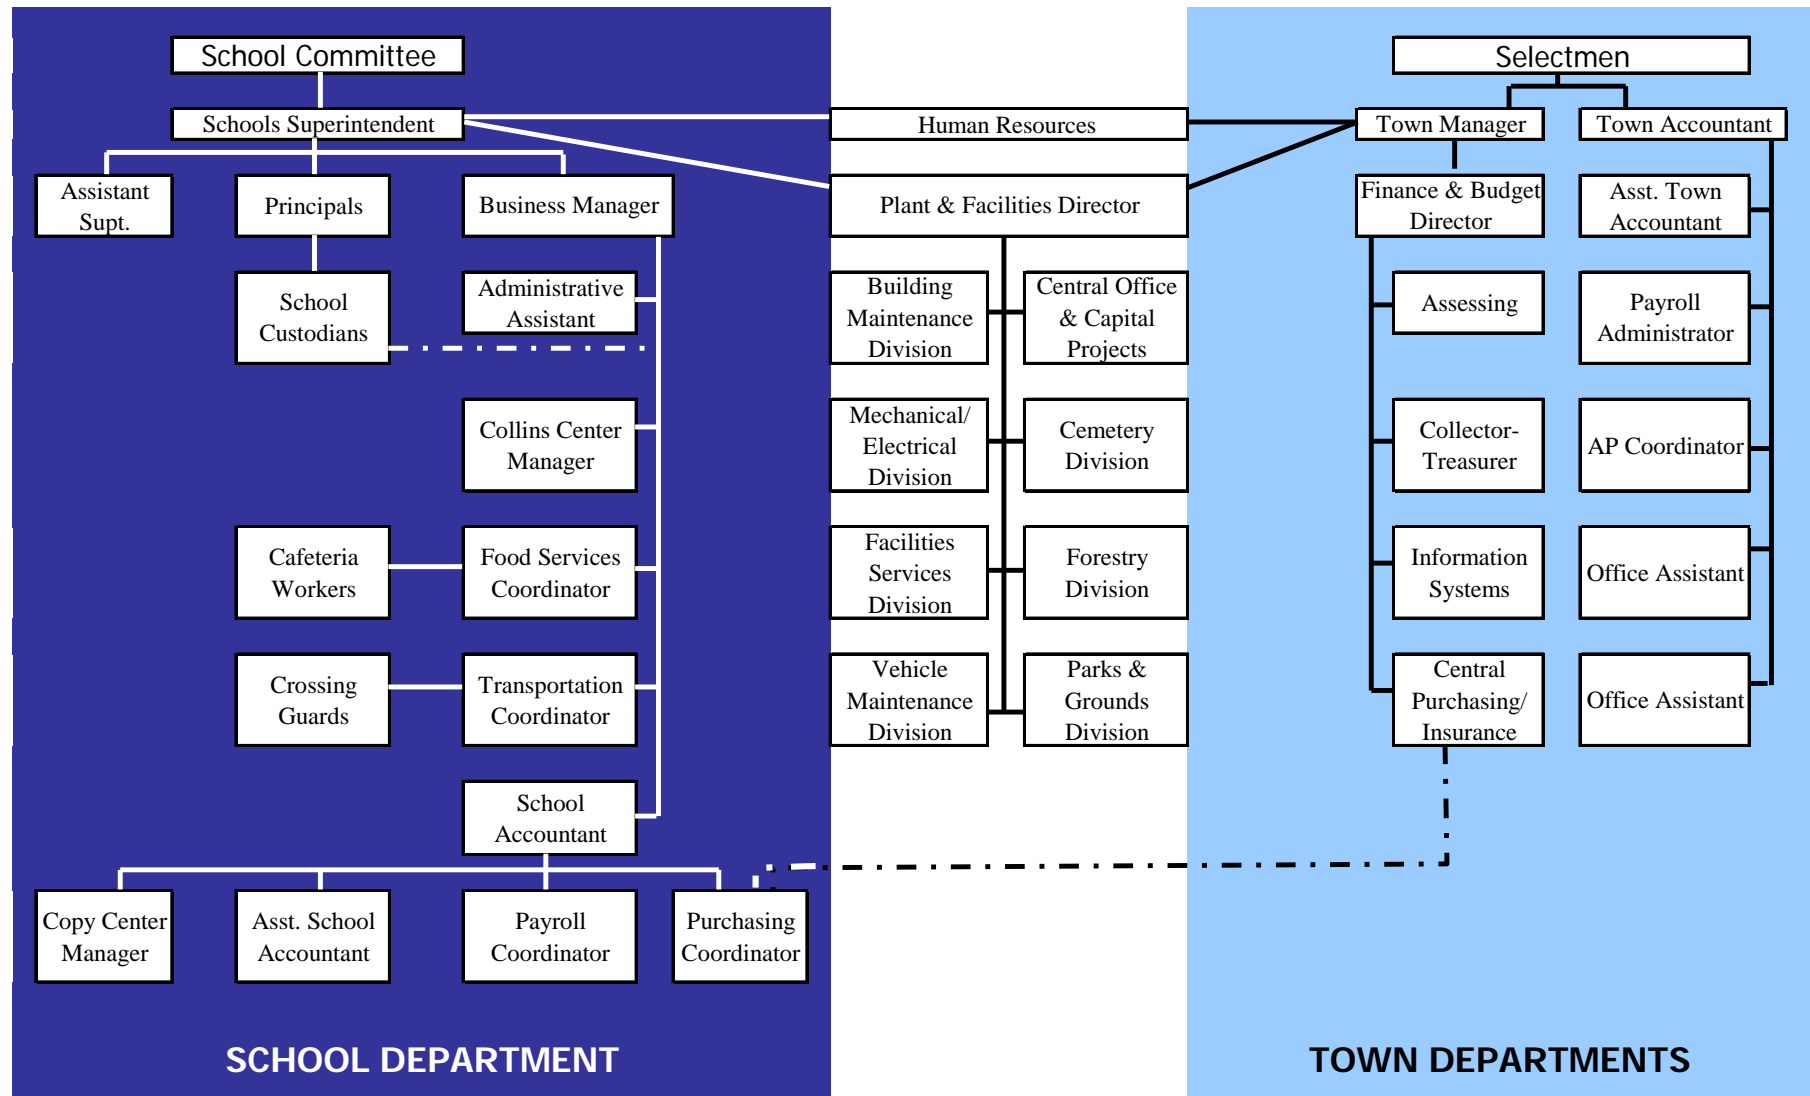 School Committee
Selectmen
Schools Superintendent
Human Resources
Town Manager
Town Accountant
Assistant
Supt.
Principals
Business Manager
Plant & Facilities Director
Finance & Budget
Director
Asst. Town
Accountant
School
Custodians
Administrative
Assistant
Building
Maintenance
Division
Central Office
& Capital
Projects
Assessing
Payroll
Administrator
Collins Center
Manager
Mechanical/
Electrical
Division
Cemetery
Division
Collector-
Treasurer
AP Coordinator
Cafeteria
Workers
Food Services
Coordinator
Facilities
Services
Division
Forestry
Division
Information
Systems
Office Assistant
Crossing
Guards
Transportation
Coordinator
Vehicle
Maintenance
Division
Parks &
Grounds
Division
Central
Purchasing/
Insurance
Office Assistant
School
Accountant
Copy Center
Manager
Asst. School
Accountant
Payroll
Coordinator
Purchasing
Coordinator
SCHOOL DEPARTMENT
TOWN DEPARTMENTS